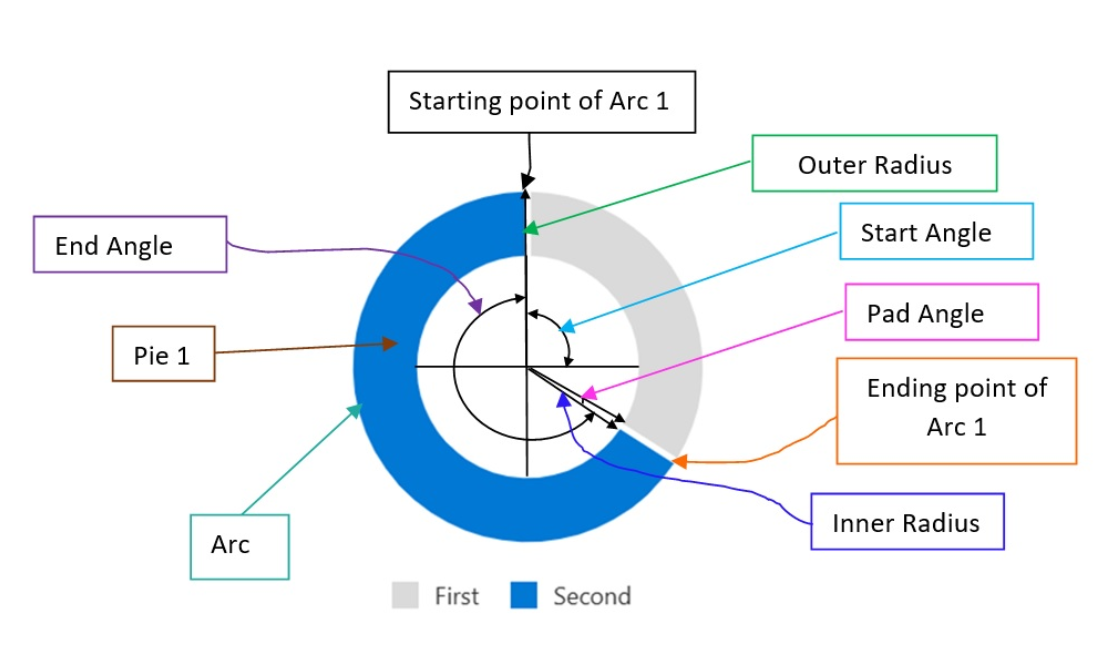 Starting point of Arc 1
Outer Radius
Start Angle
End Angle
Pad Angle
Pie 1
Ending point of
Arc 1
Inner Radius
Arc
First Second